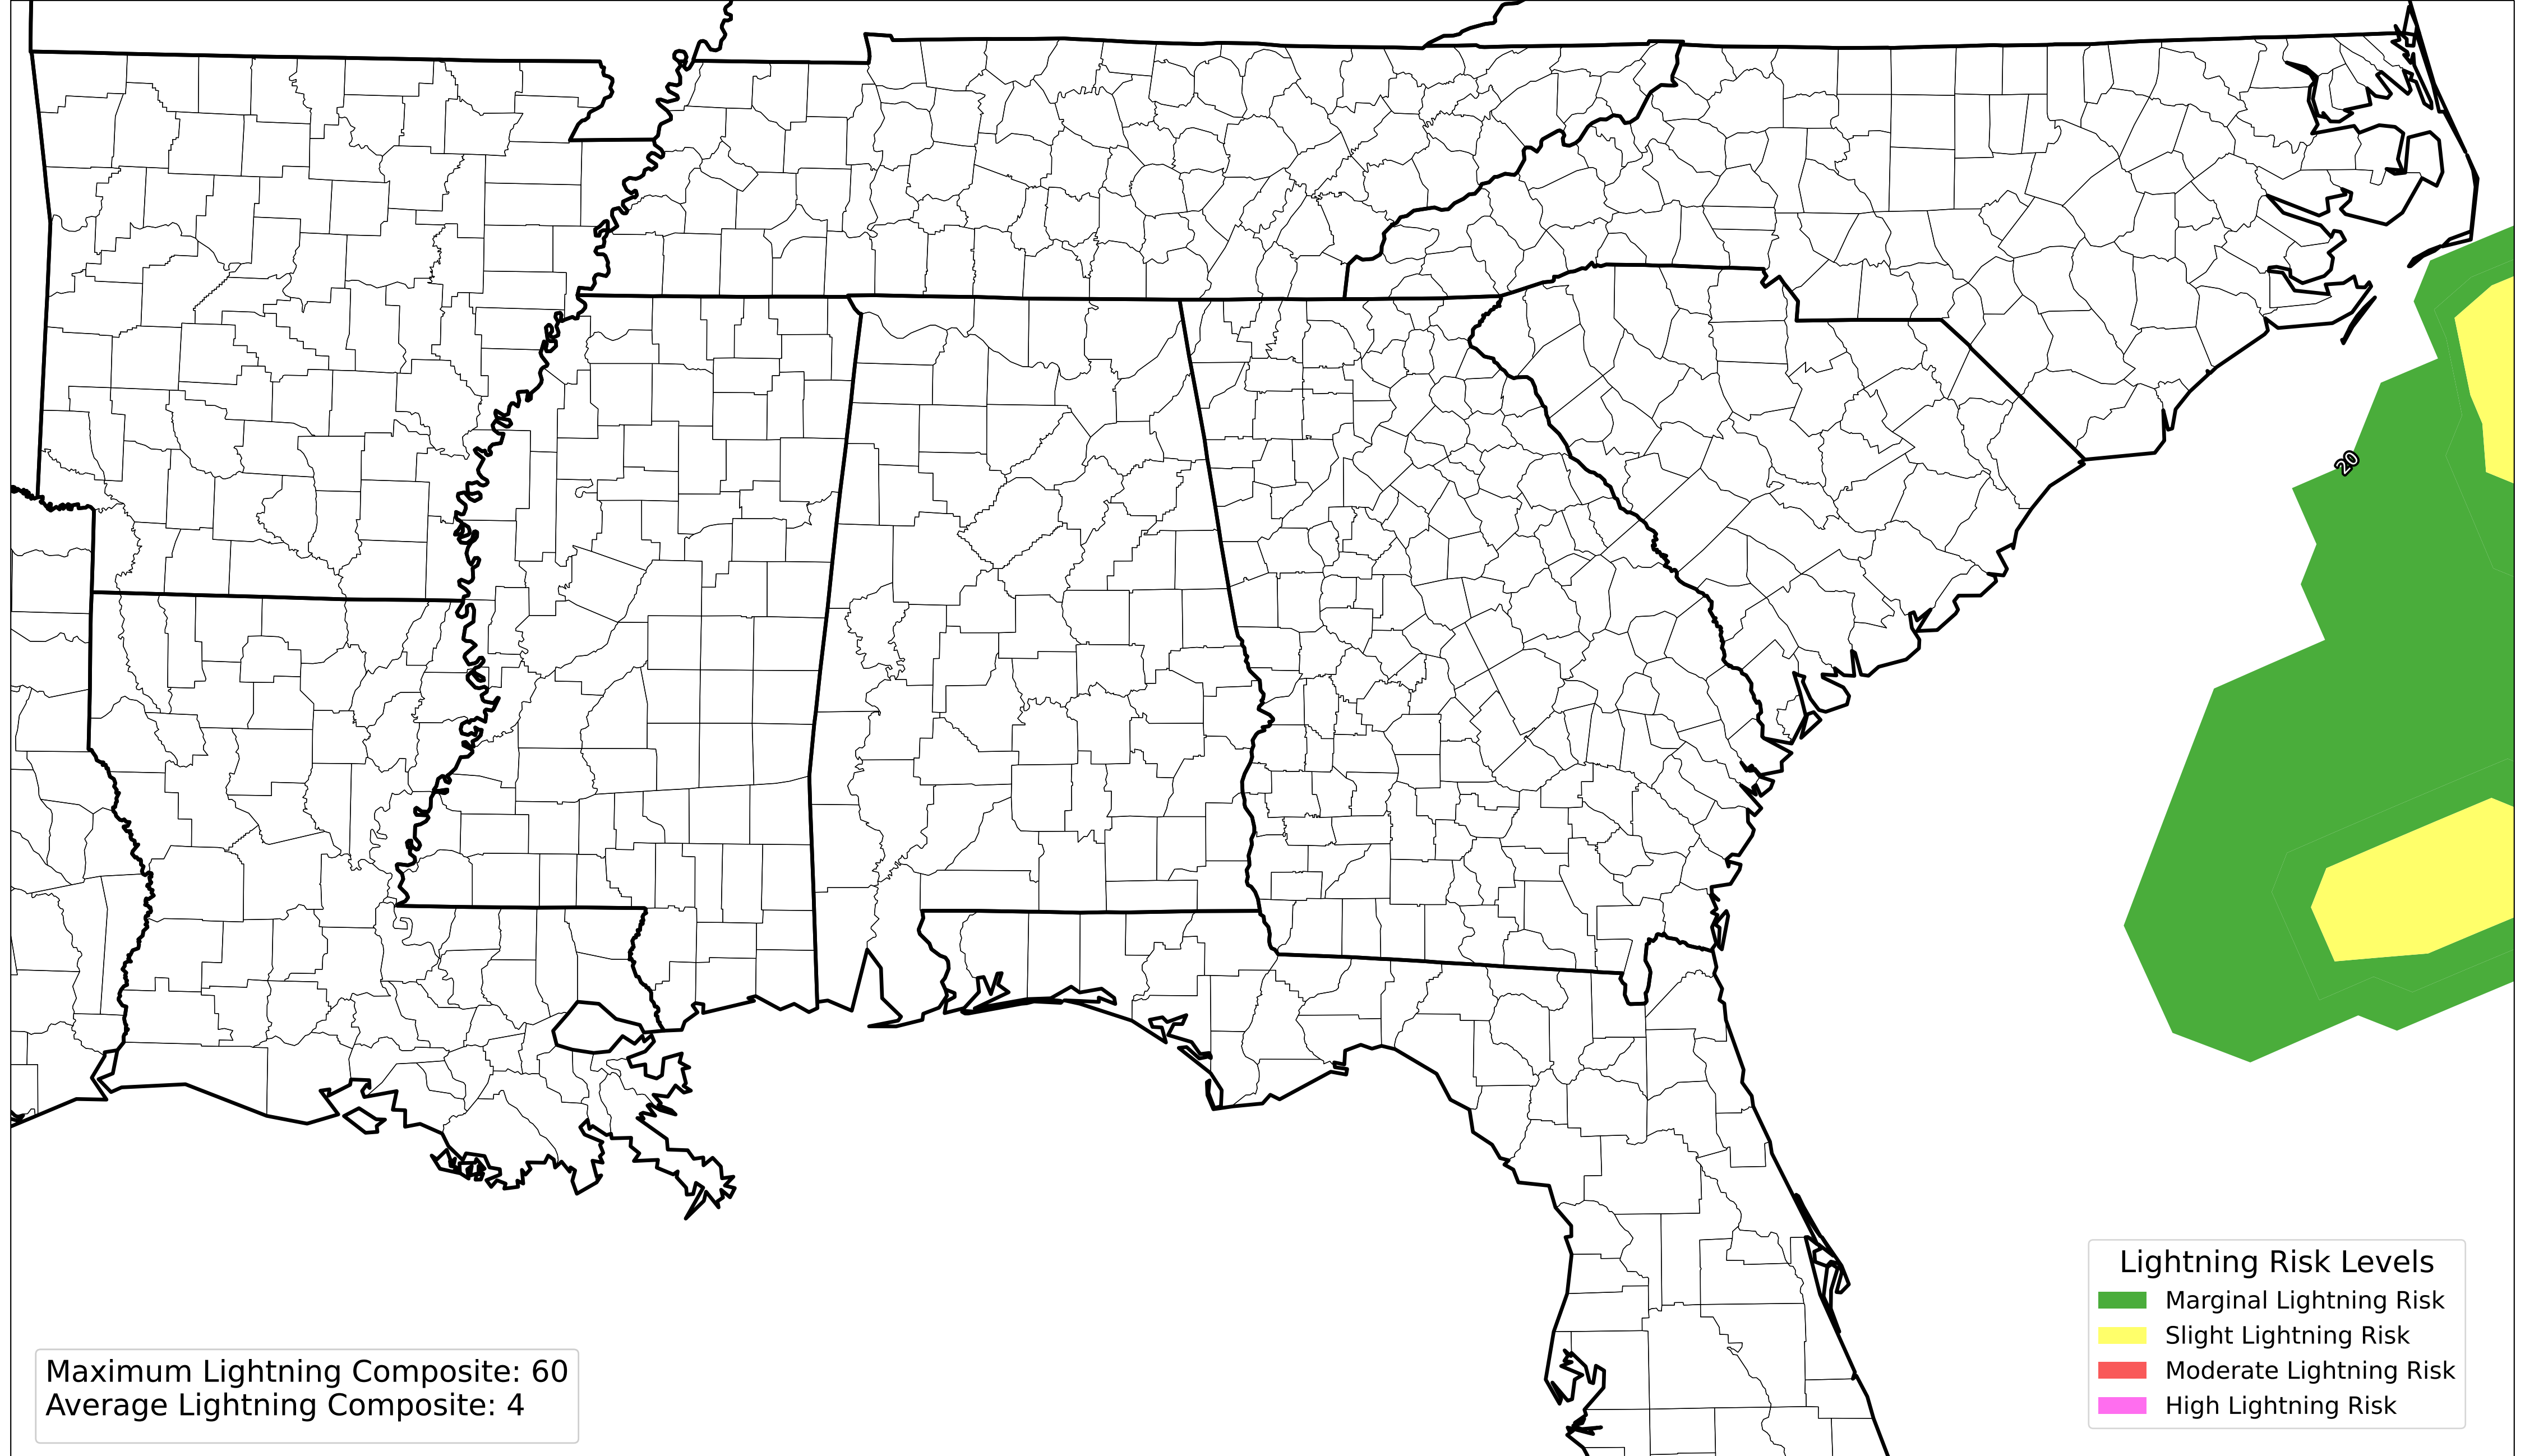 20
Lightning Risk Levels
Marginal Lightning Risk
Slight Lightning Risk
Moderate Lightning Risk
High Lightning Risk
Maximum Lightning Composite: 60
Average Lightning Composite: 4